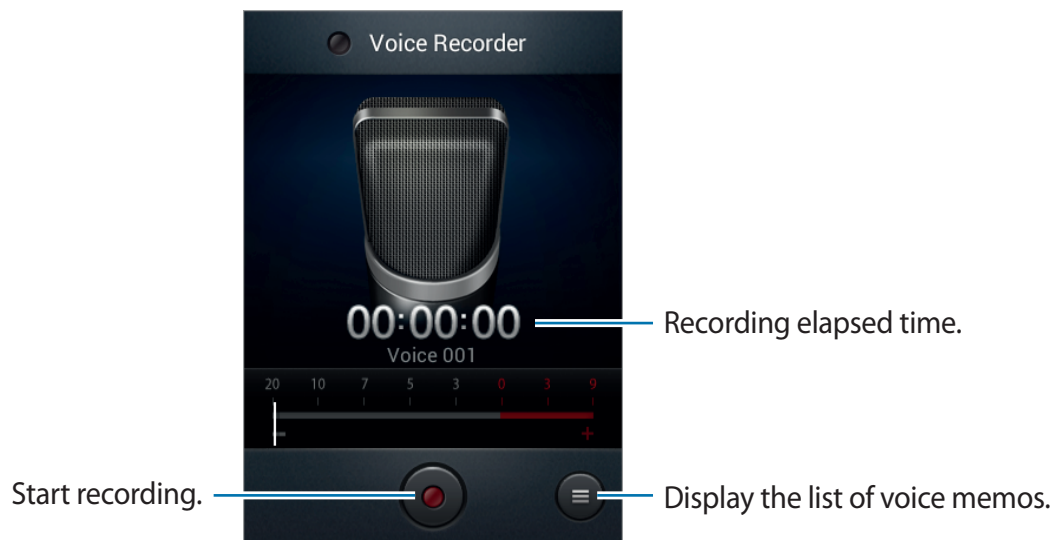 Voice Recorder
00:00:00
Recording elapsed time.
Voice 001
20 10 7 5 3 0 3 9
- +
Start recording.
Display the list of voice memos.